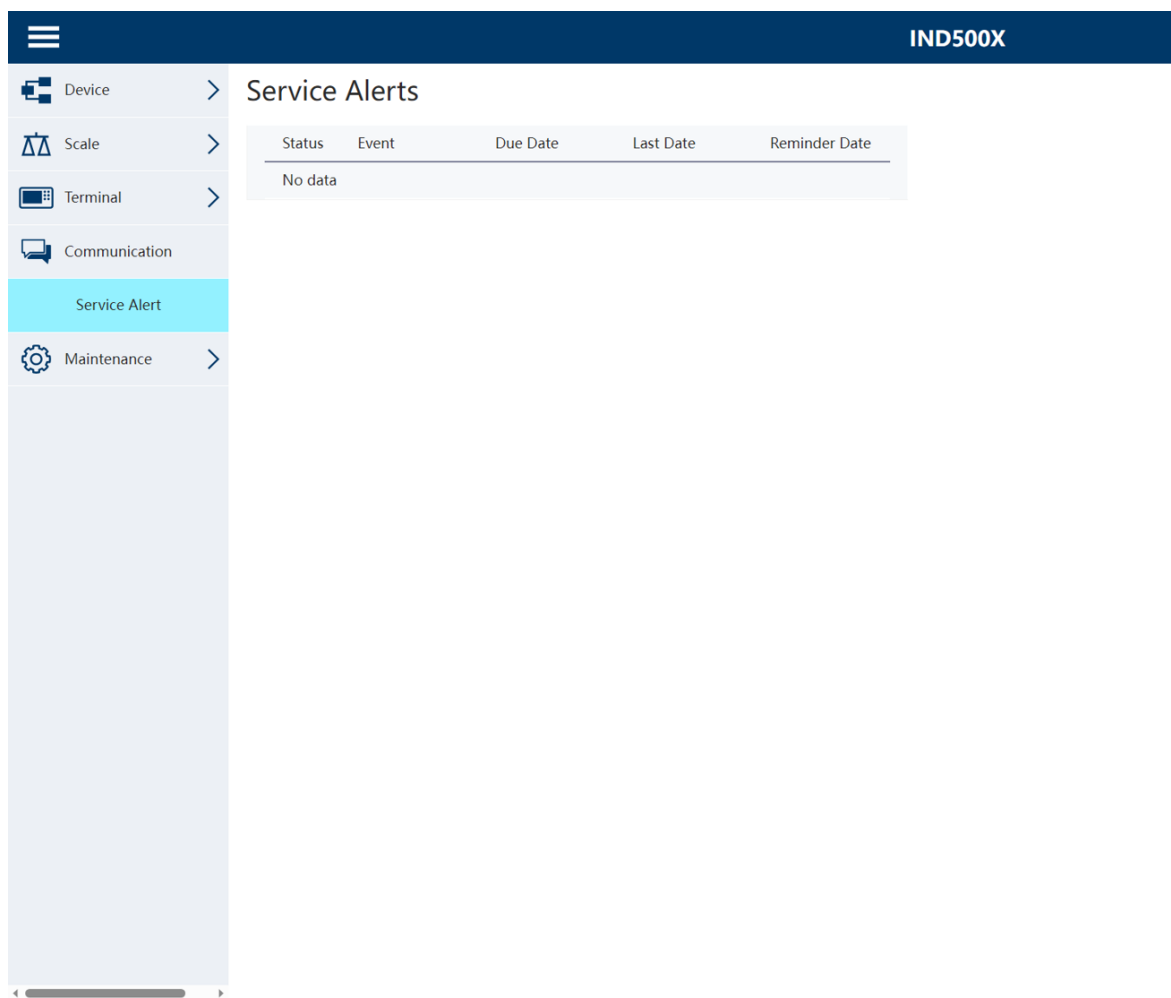 IND500X
Device
Scale
Terminal
Communication
Service Alert
Maintenance
Service Alerts
Status Event Due Date Last Date Reminder Date
No data